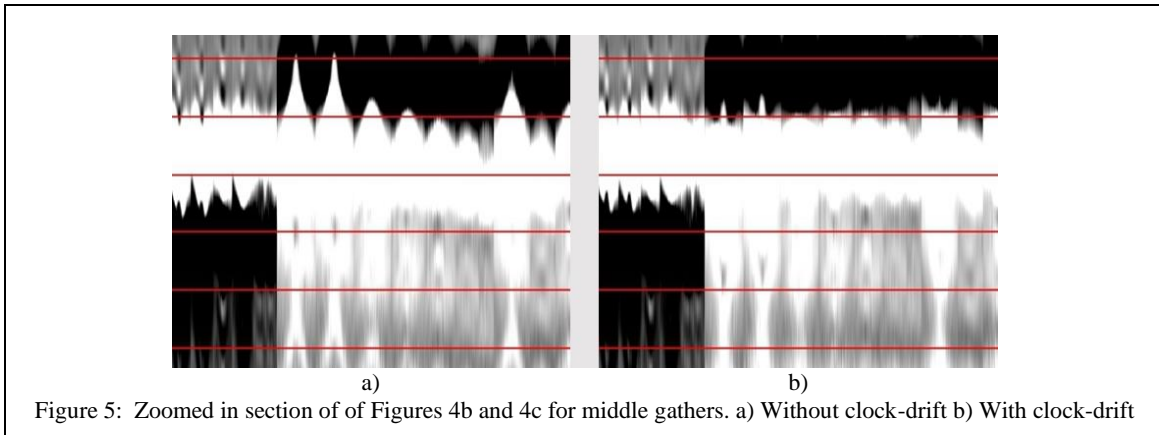 a)
b)
Figure 5: Zoomed in section of of Figures 4b and 4c for middle gathers. a) Without clock-drift b) With clock-drift